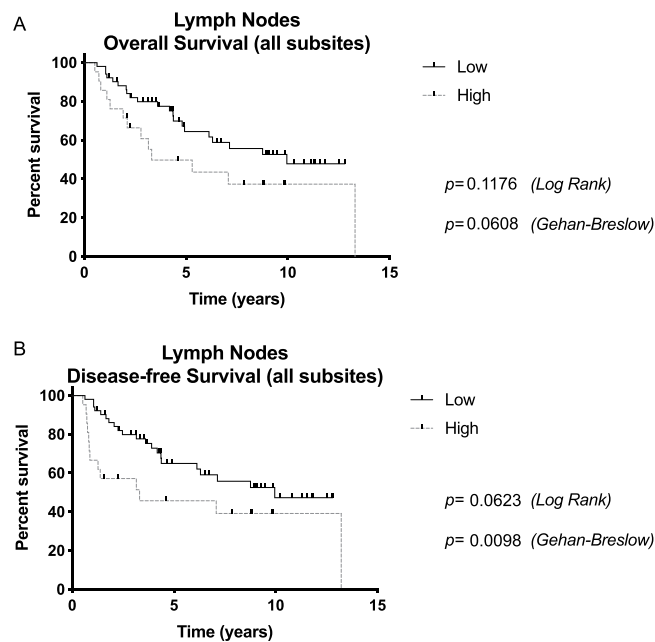 A
Lymph Nodes
Overall Survival (all subsites)
100
80
60
40
20
0
Percent survival
0 5 10 15
Time (years)
Low
High
p= 0.1176 (Log Rank)
p= 0.0608 (Gehan-Breslow)
B
Lymph Nodes
Disease-free Survival (all subsites)
100
80
60
40
20
0
Percent survival
0 5 10 15
Time (years)
Low
High
p= 0.0623 (Log Rank)
p= 0.0098 (Gehan-Breslow)